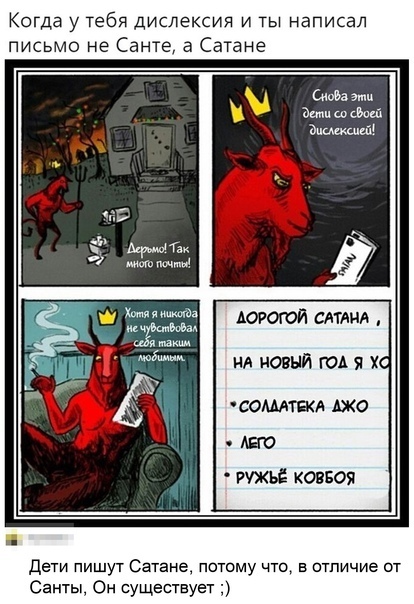 Когда у тебя дислексия и ты написал
письмо не Санте, а Сатане
Дерьмо! Так
много почты!
Снова эти
дети со своей
дислексией!
SATAN
Хотя я никогда
не чувствовал
себя таким
любимым.
ДОРОГОЙ САТАНА ,
НА НОВЫЙ ГОД Я ХО
• СОЛДАТЕКА ДЖО
• ЛЕГО
• РУЖЬЁ КОВБОЯ
Дети пишут Сатане, потому что, в отличие от
Санты, Он существует ;)